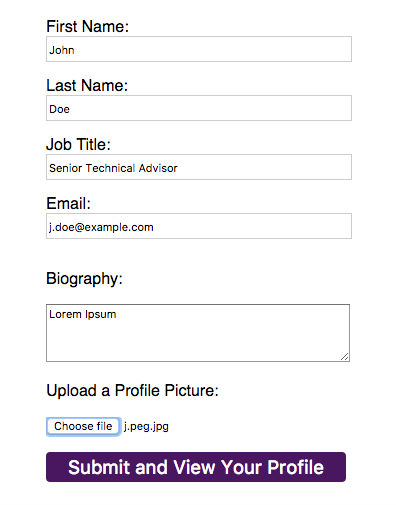 First Name:
John
Last Name:
Doe
Job Title:
Senior Technical Advisor
Email:
j.doe@example.com
Biography:
Lorem Ipsum
Upload a Profile Picture:
Choose file j.peg.jpg
Submit and View Your Profile